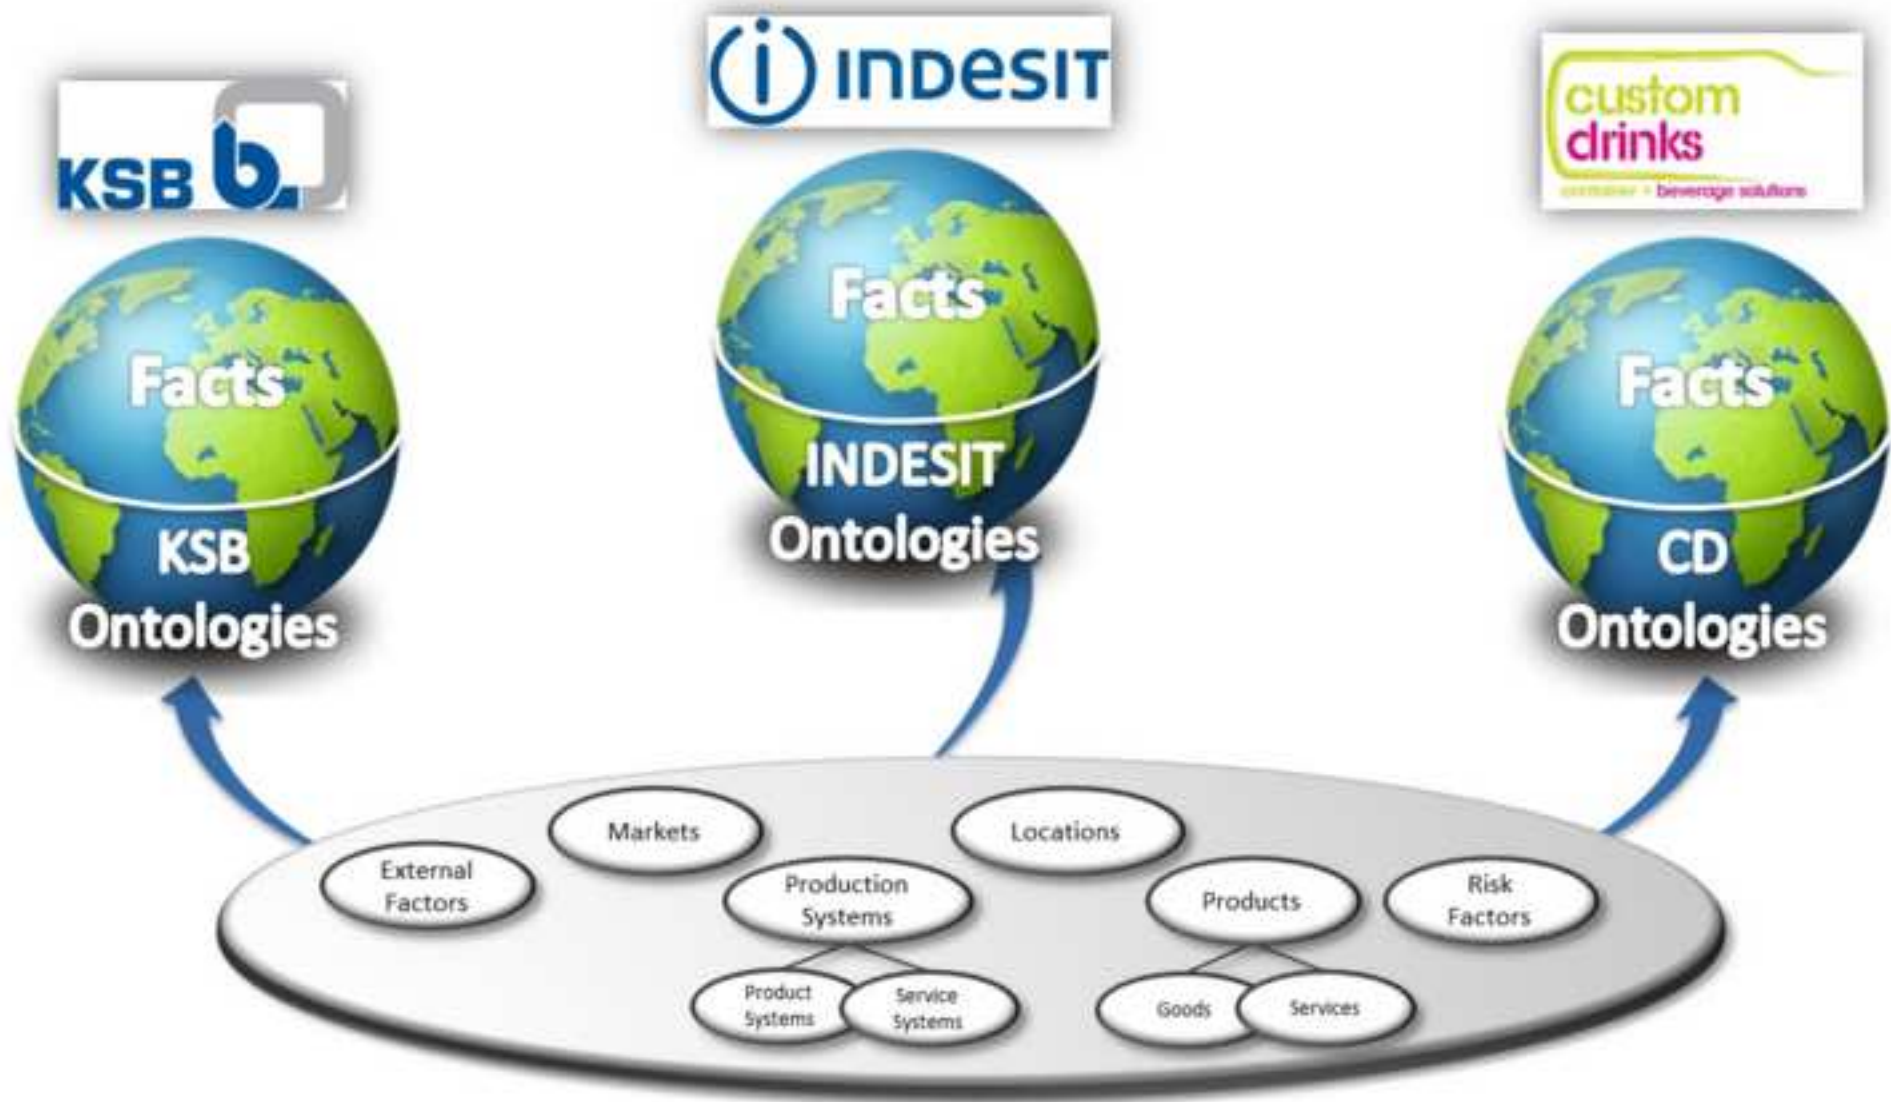 KSB b.
INDESIT
custom
drinks
container + beverage solutions
Facts
KSB
Ontologies
Facts
INDESIT
Ontologies
Facts
CD
Ontologies
External
Factors
Markets
Production
Systems
Locations
Products
Risk
Factors
Product
Systems
Service
Systems
Goods
Services